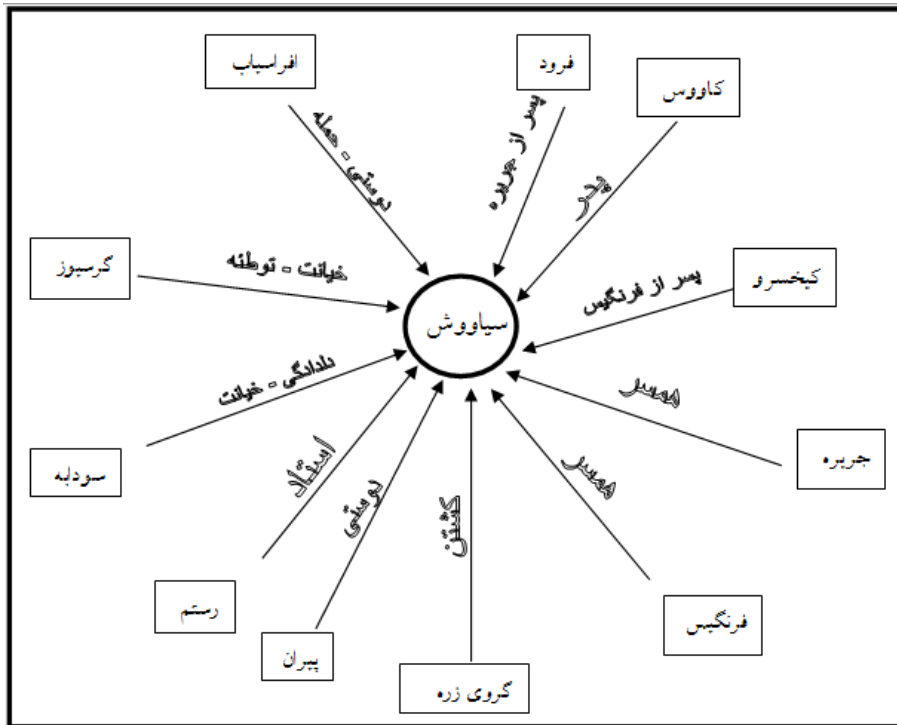 افراسیاب
فرود
کاووس
دوستی - حمله
پسر از جریره
پدر
گرسیوز
خیانت - توطئه
سیاووش
پسر از فرنگیس
کیخسرو
دلدادگی - خیانت
همسر
سودابه
استاد
دوستی
کشتن
همسر
جریره
رستم
پیران
گروی زره
فرنگیس